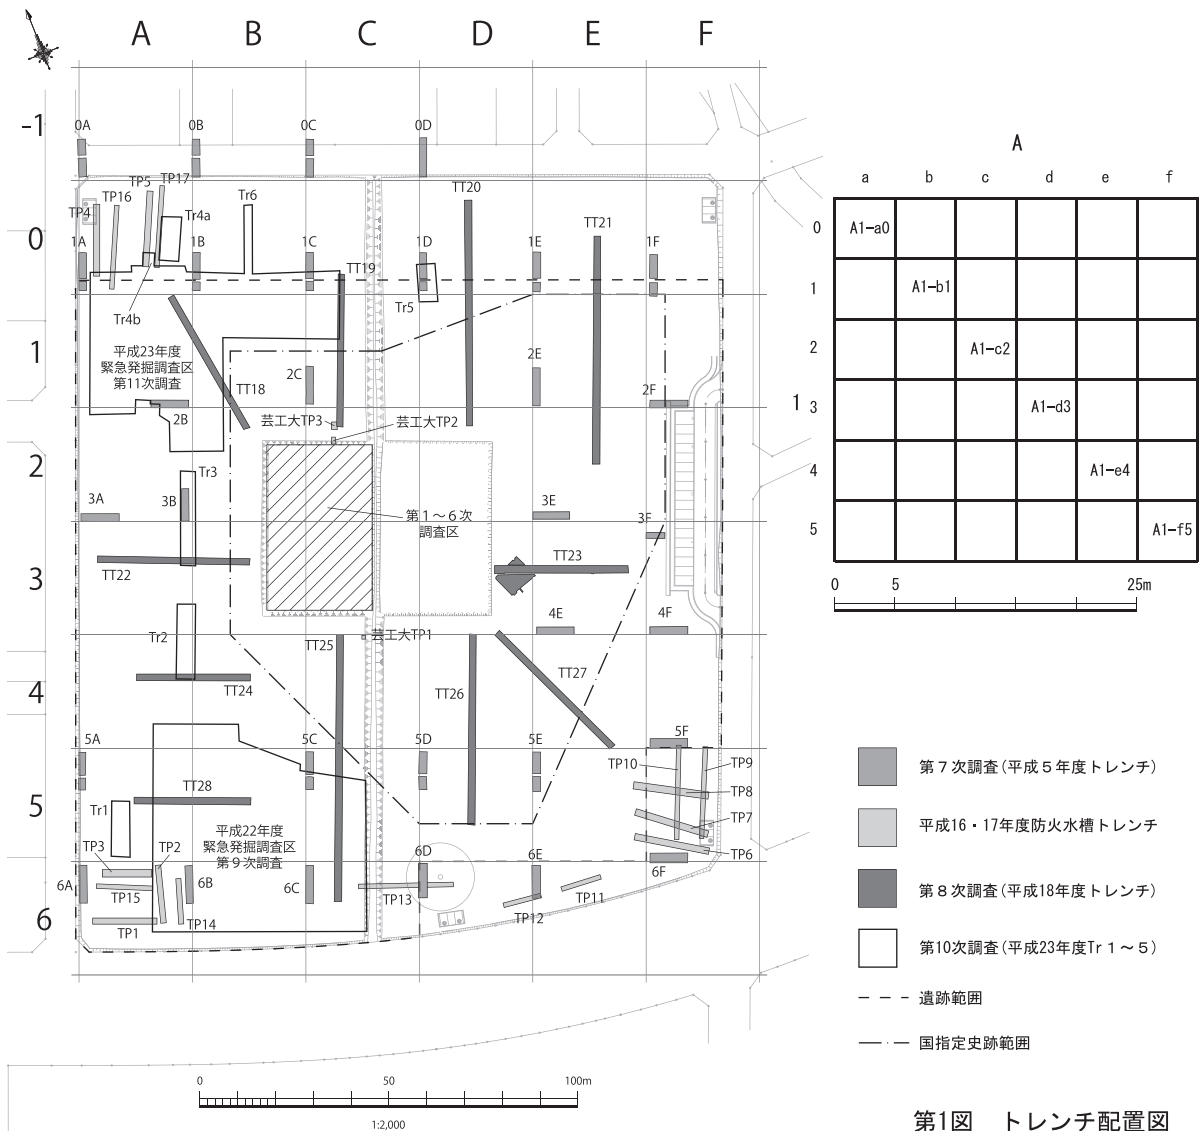 A B C D E F
-1
0A 0B 0C 0D
TP5 TP17
TP16
TP4
Tr4a
Tr6
TT20
TT21
0
1A 1B 1C 1D 1E 1F
TT19
Tr5
Tr4b
1
平成23年度
緊急発掘調査区
第11次調査
TT18
2C
2E
2F
2B
芸工大TP3
芸工大TP2
2
Tr3
3A
3B
3E
3F
第1～6次
調査区
3
TT22
TT23
4E
4F
Tr2
TT25
芸工大TP1
TT27
4
TT24
TT26
5A 5C 5D 5E 5F
TP10
TP9
TP8
TP7
TP6
5
TT28
Tr1
平成22年度
緊急発掘調査区
第9次調査
TP3
TP2
6A
6B
6C
6D
6E
6F
TP15
TP13
TP11
TP12
TP1
TP14
6
0 50 100m
1:2,000
A
a b c d e f
0 A1-a0
1 A1-b1
2 A1-c2
1 3 A1-d3
4 A1-e4
5 A1-f5
0 5 25m
第7次調査(平成5年度トレンチ)
平成16・17年度防火水槽トレンチ
第8次調査(平成18年度トレンチ)
第10次調査(平成23年度Tr 1～5)
遺跡範囲
国指定史跡範囲
第1図 トレンチ配置図